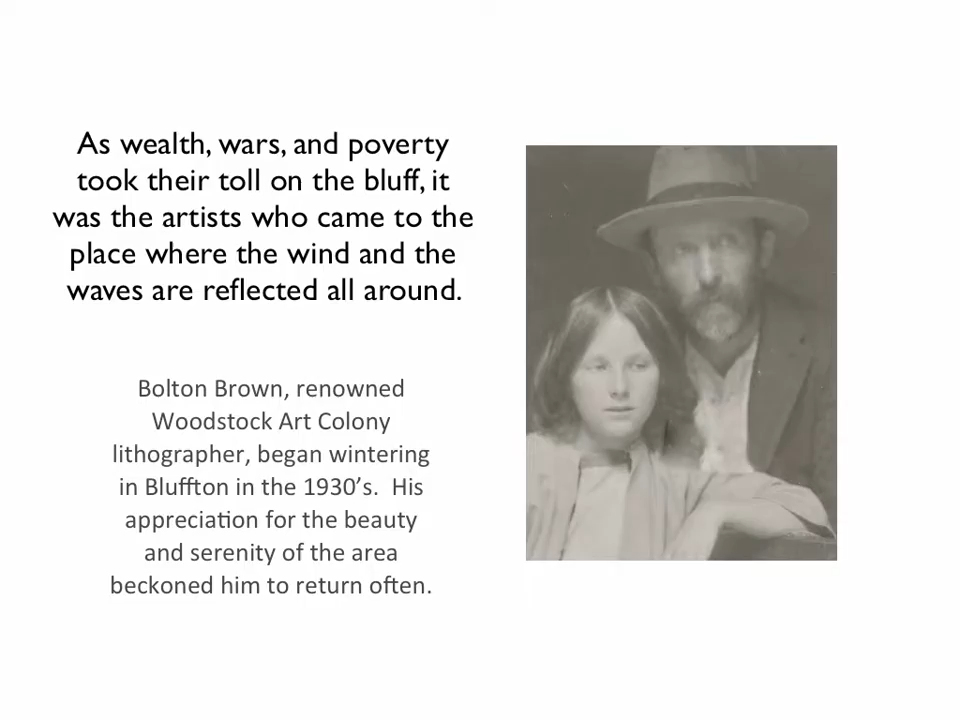 As wealth, wars, and poverty
took their toll on the bluff, it
was the artists who came to the
place where the wind and the
waves are reflected all around.
Bolton Brown, renowned
Woodstock Art Colony
lithographer, began wintering
in Bluffton in the 1930’s.  His
appreciation for the beauty
and serenity of the area
beckoned him to return often.